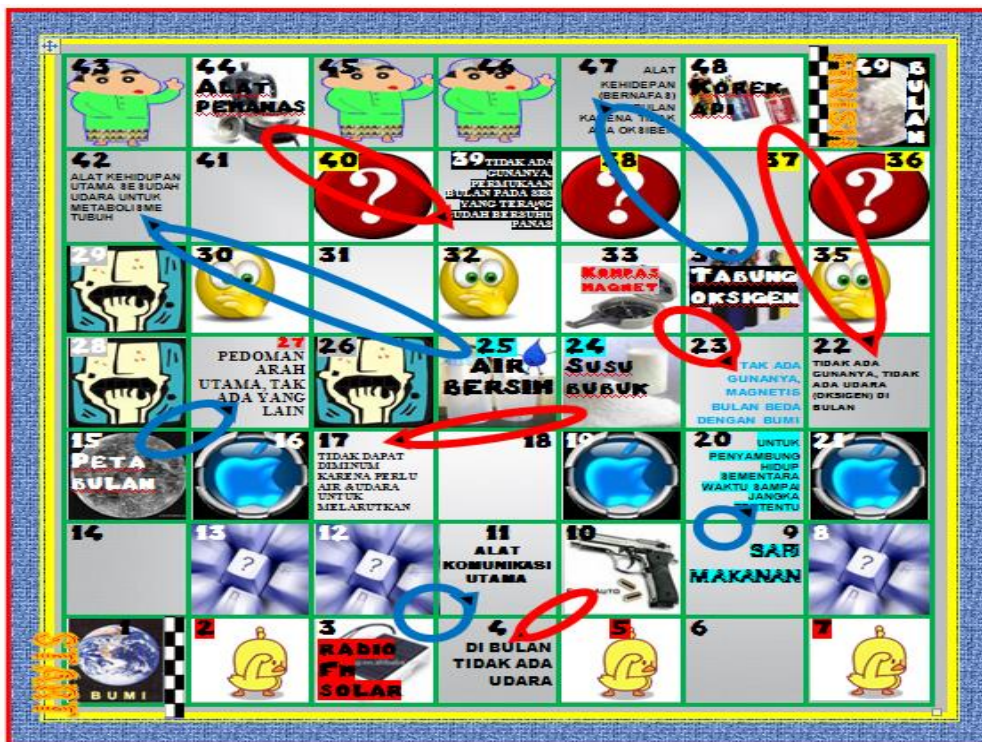 43
44
ALAT
PEMANAS
45
46
47 ALAT
KEHIDEPAN
(BERNAFAS)
BULAN
KARENA TIDAK
ADA OKSIGEN
48
KOREK
API
49
BULAN
FINISH
42
ALAT KEHIDUPAN
UTAMA SESUDAH
UDARA UNTUK
METABOLISME
TUBUH
41
40
?
39 TIDAK ADA
GUNANYA,
PERMUKAAN
BULAN PADA SISI
YANG TERANG
SUDAH BERSUHU
PANAS
38
?
37
36
?
29
30
31
32
33
KOMPAS
MAGNET
TABUNG
OKSIGEN
35
28
27
PEDOMAN
ARAH
UTAMA, TAK
ADA YANG
LAIN
26
25
AIR
BERSIH
24
SUSU
BUBUK
23
TAK ADA
GUNANYA,
MAGNETIS
BULAN BEDA
DENGAN BUMI
22
TIDAK ADA
GUNANYA, TIDAK
ADA UDARA
(OKSIGEN) DI
BULAN
15
PETA
BULAN
16
17
TIDAK DAPAT
DIMINUM
KARENA PERLU
AIR &UDARA
UNTUK
MELARUTKAN
18
19
20 UNTUK
PENYAMBUNG
HIDUP
SEMENTARA
WAKTU SAMPAI
JANGKA
TERTENTU
21
14
13
?
12
?
11
ALAT
KOMUNIKASI
UTAMA
10
AUTO
9
SARI
MAKANAN
8
?
START
1
BUMI
2
3
RADIO
FM
SOLAR
4
DI BULAN
TIDAK ADA
UDARA
5
6
7